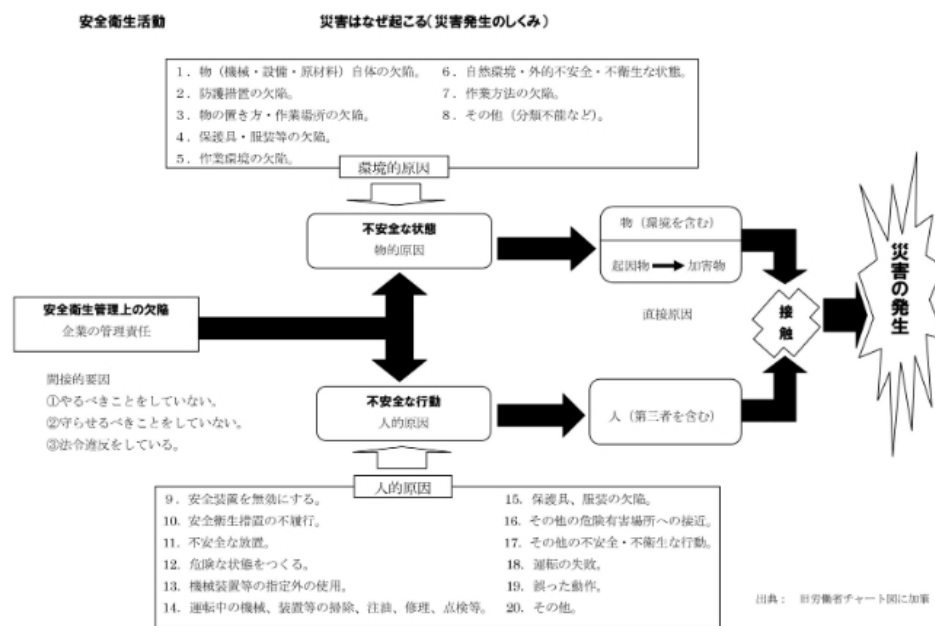 安全衛生活動
災害はなぜ起こる(災害発生のしくみ)
1．物（機械・設備・原材料）自体の欠陥。
2．防護措置の欠陥。
3．物の置き方・作業場所の欠陥。
4．保護具・服装等の欠陥。
5．作業環境の欠陥。
6．自然環境・外的不安全・不衛生な状態。
7．作業方法の欠陥。
8．その他（分類不能など）。
環境的原因
不安全な状態
物的原因
物（環境を含む）
起因物 加害物
安全衛生管理上の欠陥
企業の管理責任
直接原因
接触
災害の発生
間接的要因
①やるべきことをしていない。
②守らせるべきことをしていない。
③法令違反をしている。
不安全な行動
人的原因
人（第三者を含む）
人的原因
9．安全装置を無効にする。
10．安全衛生措置の不履行。
11．不安全な放置。
12．危険な状態をつくる。
13．機械装置等の指定外の使用。
14．運転中の機械、装置等の掃除、注油、修理、点検等。
15．保護具、服装の欠陥。
16．その他の危険有害場所への接近。
17．その他の不安全・不衛生な行動。
18．運転の失敗。
19．誤った動作。
20．その他。
出典： 旧労働省チャート図に加筆